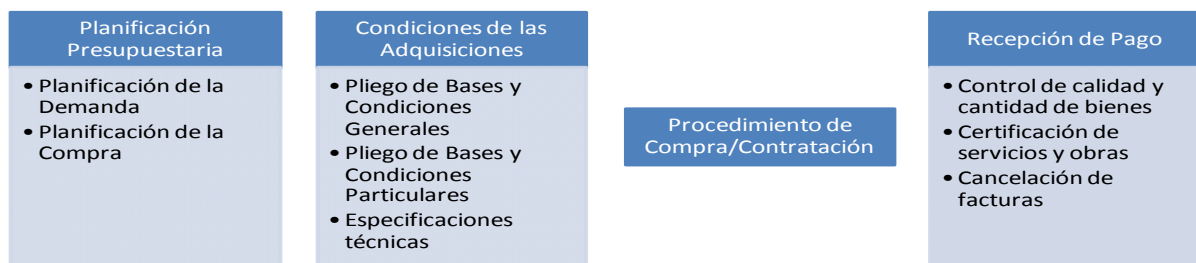 Planificación
Presupuestaria
• Planificación de la
Demanda
• Planificación de la
Compra
Condiciones de las
Adquisiciones
• Pliego de Bases y
Condiciones
Generales
• Pliego de Bases y
Condiciones
Particulares
• Especificaciones
técnicas
Procedimiento de
Compra/Contratación
Recepción de Pago
• Control de calidad y
cantidad de bienes
• Certificación de
servicios y obras
• Cancelación de
facturas